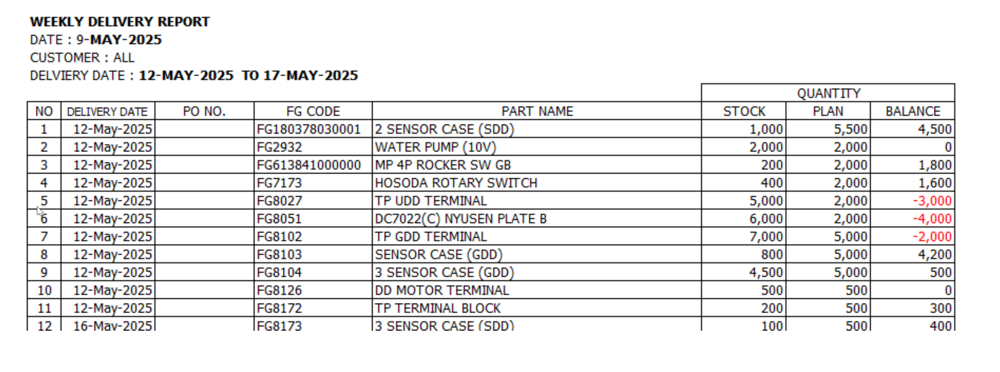 WEEKLY DELIVERY REPORT
DATE : 9-MAY-2025
CUSTOMER : ALL
DELVIERY DATE : 12-MAY-2025 TO 17-MAY-2025
QUANTITY
NO DELIVERY DATE PO NO. FG CODE PART NAME STOCK PLAN BALANCE
1 12-May-2025 FG180378030001 2 SENSOR CASE (SDD) 1,000 5,500 4,500
2 12-May-2025 FG2932 WATER PUMP (10V) 2,000 2,000 0
3 12-May-2025 FG613841000000 MP 4P ROCKER SW GB 200 2,000 1,800
4 12-May-2025 FG7173 HOSODA ROTARY SWITCH 400 2,000 1,600
5 12-May-2025 FG8027 TP UDD TERMINAL 5,000 2,000 -3,000
6 12-May-2025 FG8051 DC7022(C) NYUSEN PLATE B 6,000 2,000 -4,000
7 12-May-2025 FG8102 TP GDD TERMINAL 7,000 5,000 -2,000
8 12-May-2025 FG8103 SENSOR CASE (GDD) 800 5,000 4,200
9 12-May-2025 FG8104 3 SENSOR CASE (GDD) 4,500 5,000 500
10 12-May-2025 FG8126 DD MOTOR TERMINAL 500 500 0
11 12-May-2025 FG8172 TP TERMINAL BLOCK 200 500 300
12 16-May-2025 FG8173 3 SENSOR CASE (SDD) 100 500 400